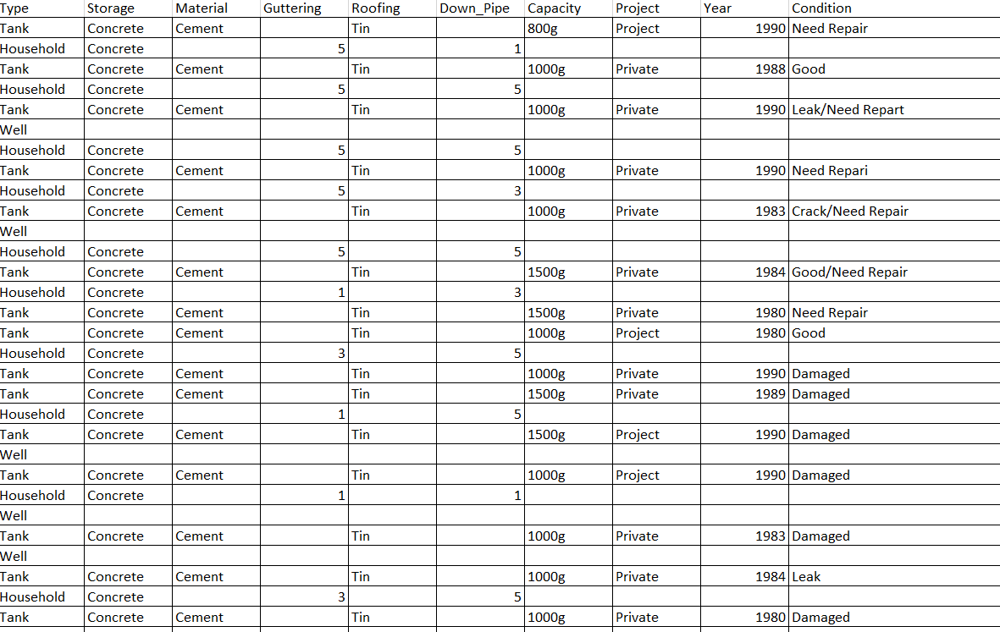 Type Storage Material Guttering Roofing Down_Pipe Capacity Project Year Condition
Tank Concrete Cement Tin 800g Project 1990 Need Repair
Household Concrete 5 1
Tank Concrete Cement Tin 1000g Private 1988 Good
Household Concrete 5 5
Tank Concrete Cement Tin 1000g Private 1990 Leak/Need Repart
Well
Household Concrete 5 5
Tank Concrete Cement Tin 1000g Private 1990 Need Repari
Household Concrete 5 3
Tank Concrete Cement Tin 1000g Private 1983 Crack/Need Repair
Well
Household Concrete 5 5
Tank Concrete Cement Tin 1500g Private 1984 Good/Need Repair
Household Concrete 1 3
Tank Concrete Cement Tin 1500g Private 1980 Need Repair
Tank Concrete Cement Tin 1000g Project 1980 Good
Household Concrete 3 5
Tank Concrete Cement Tin 1000g Private 1990 Damaged
Tank Concrete Cement Tin 1500g Private 1989 Damaged
Household Concrete 1 5
Tank Concrete Cement Tin 1500g Project 1990 Damaged
Well
Tank Concrete Cement Tin 1000g Project 1990 Damaged
Household Concrete 1 1
Well
Tank Concrete Cement Tin 1000g Private 1983 Damaged
Well
Tank Concrete Cement Tin 1000g Private 1984 Leak
Household Concrete 3 5
Tank Concrete Cement Tin 1000g Private 1980 Damaged